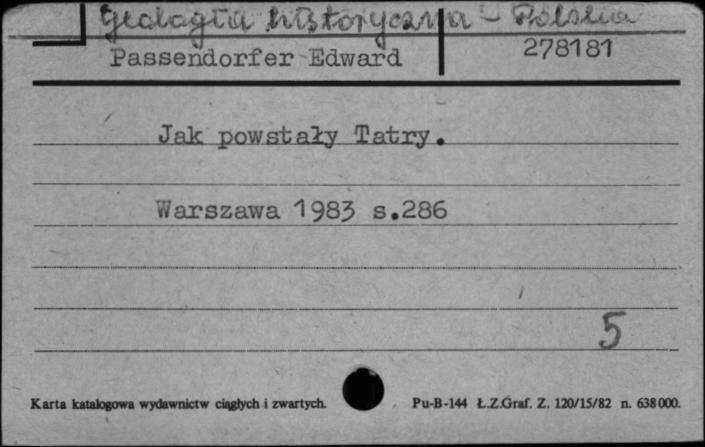 Geologia historyczna - Polska
Passendorfer Edward 278181
Jak powstały Tatry.
Warszawa 1983 s.286
5
Karta katalogowa wydawnictw ciągłych i zwartych. Pu-B-144 Ł.Z.Graf. Z. 120/15/82 n. 638000.